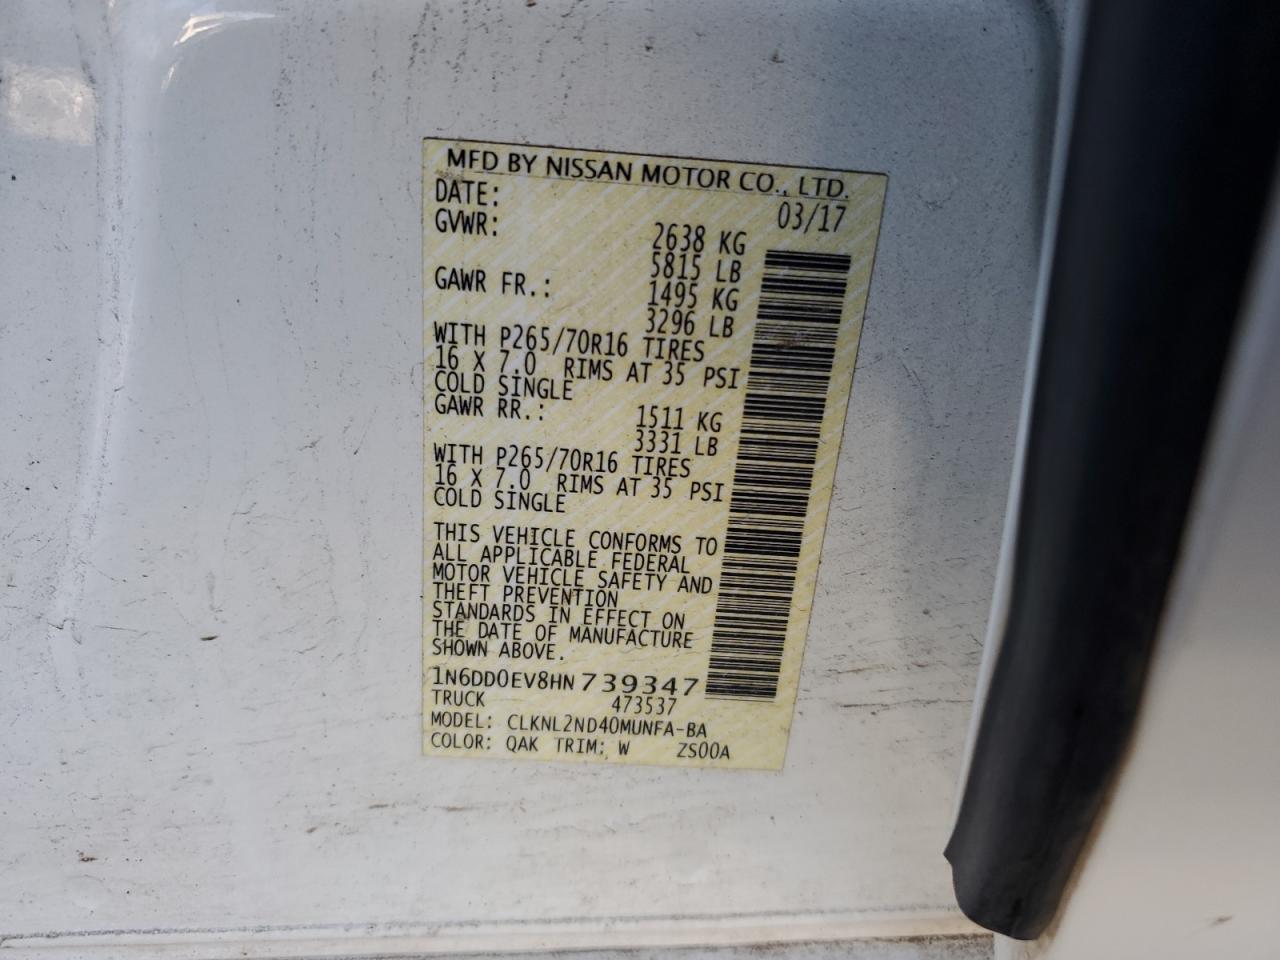 MFD BY NISSAN MOTOR CO., LTD.
DATE: 03/17
GVWR: 2638 KG
5815 LB
GAWR FR.: 1495 KG
3296 LB
WITH P265/70R16 TIRES
16 X 7.0 RIMS AT 35 PSI
COLD SINGLE
GAWR RR.: 1511 KG
3331 LB
WITH P265/70R16 TIRES
16 X 7.0 RIMS AT 35 PSI
COLD SINGLE
THIS VEHICLE CONFORMS TO
ALL APPLICABLE FEDERAL
MOTOR VEHICLE SAFETY AND
THEFT PREVENTION
STANDARDS IN EFFECT ON
THE DATE OF MANUFACTURE
SHOWN ABOVE.
1N6DD0EV8HN739347
TRUCK 473537
MODEL: CLKNL2ND40MUNFA-BA
COLOR: QAK TRIM: W ZS00A